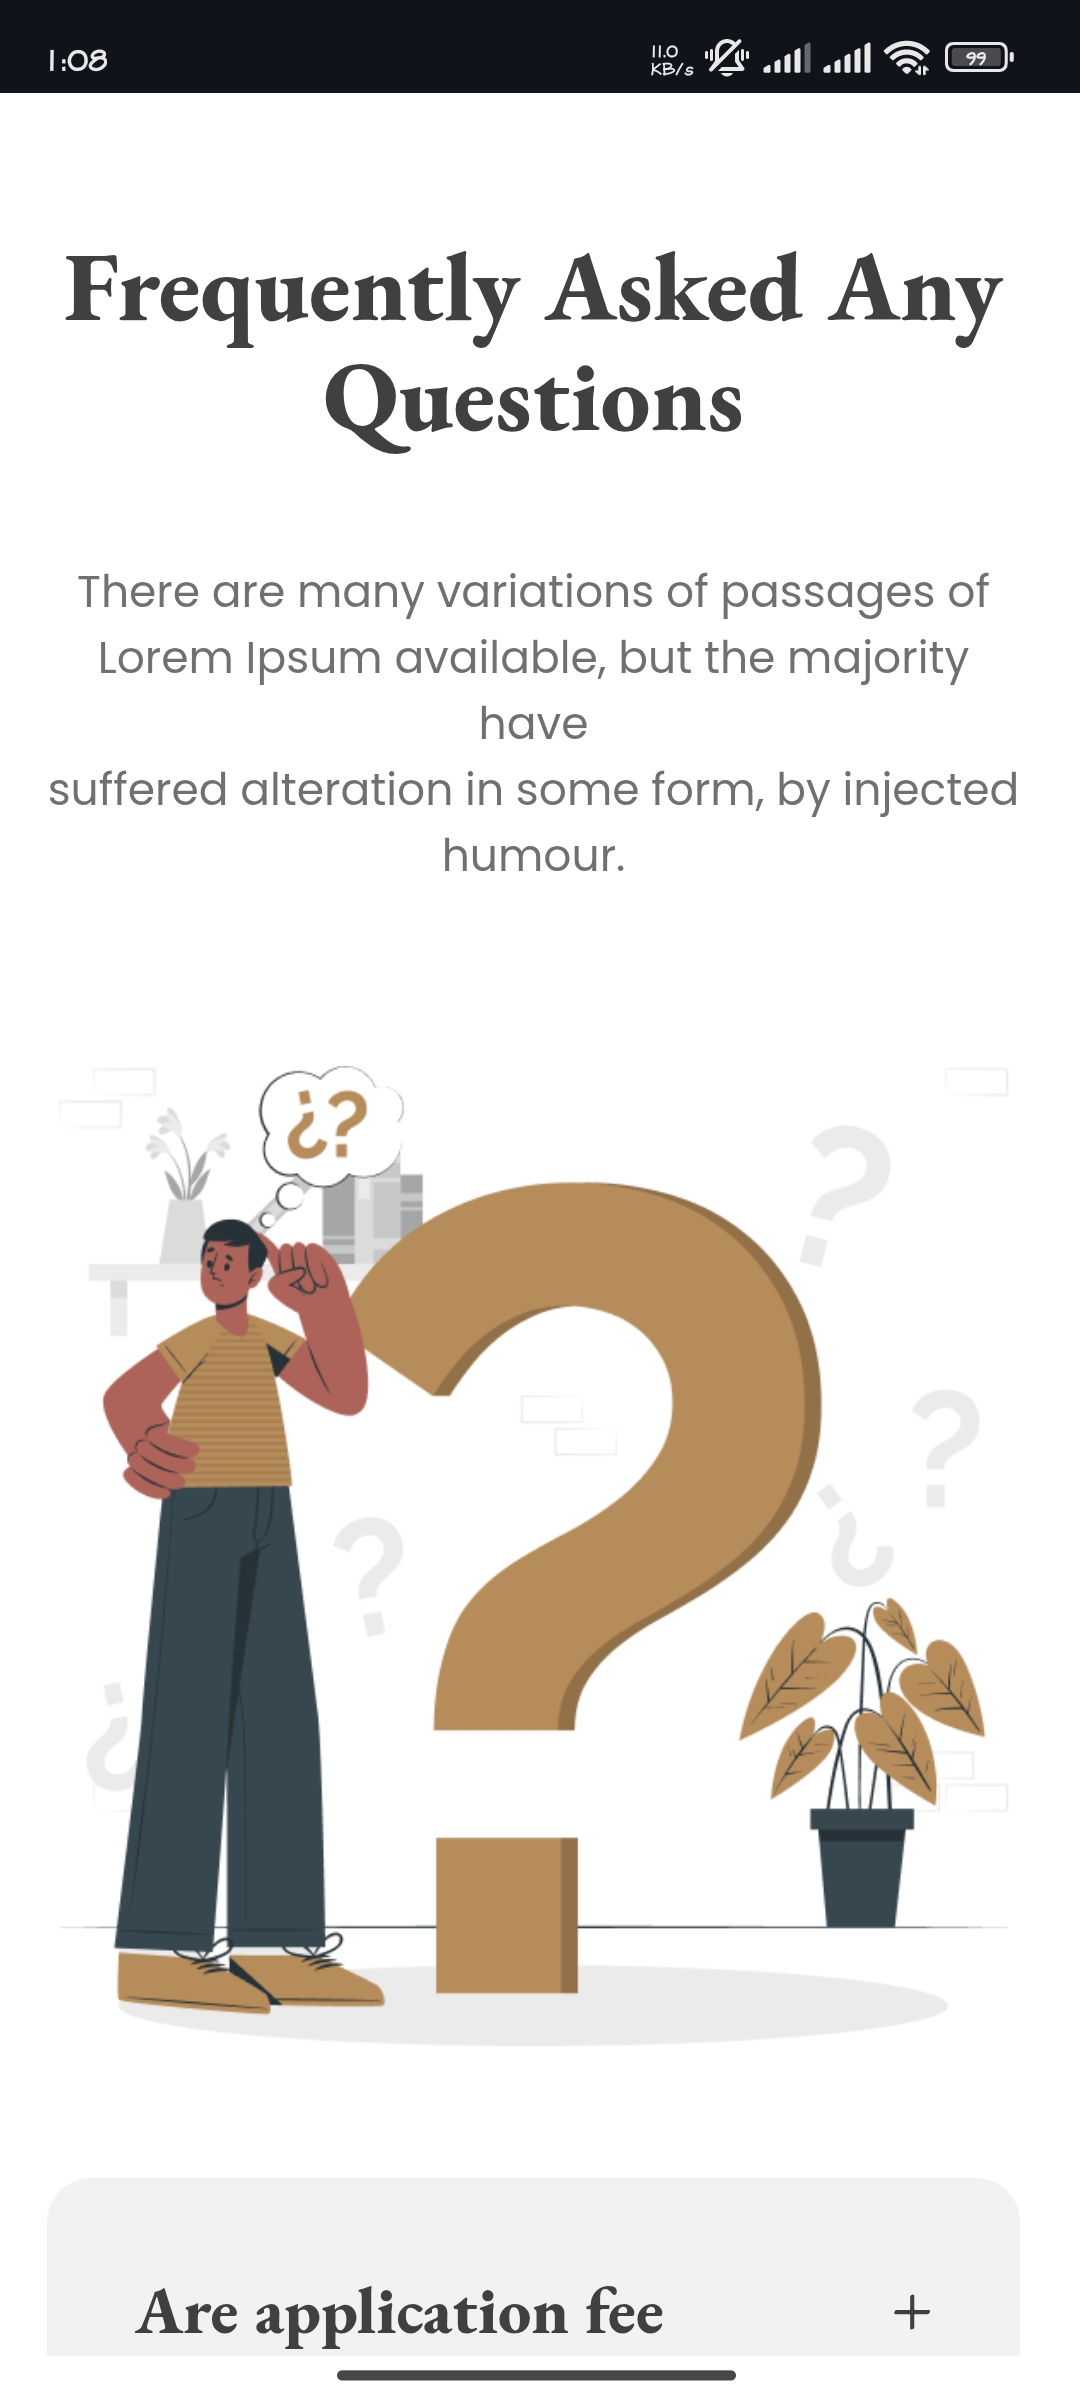 1:08
11.0
KB/s
99
Frequently Asked Any
Questions
There are many variations of passages of
Lorem Ipsum available, but the majority
have
suffered alteration in some form, by injected
humour.
¿?
?
?
?
¿
?
¿
Are application fee
+